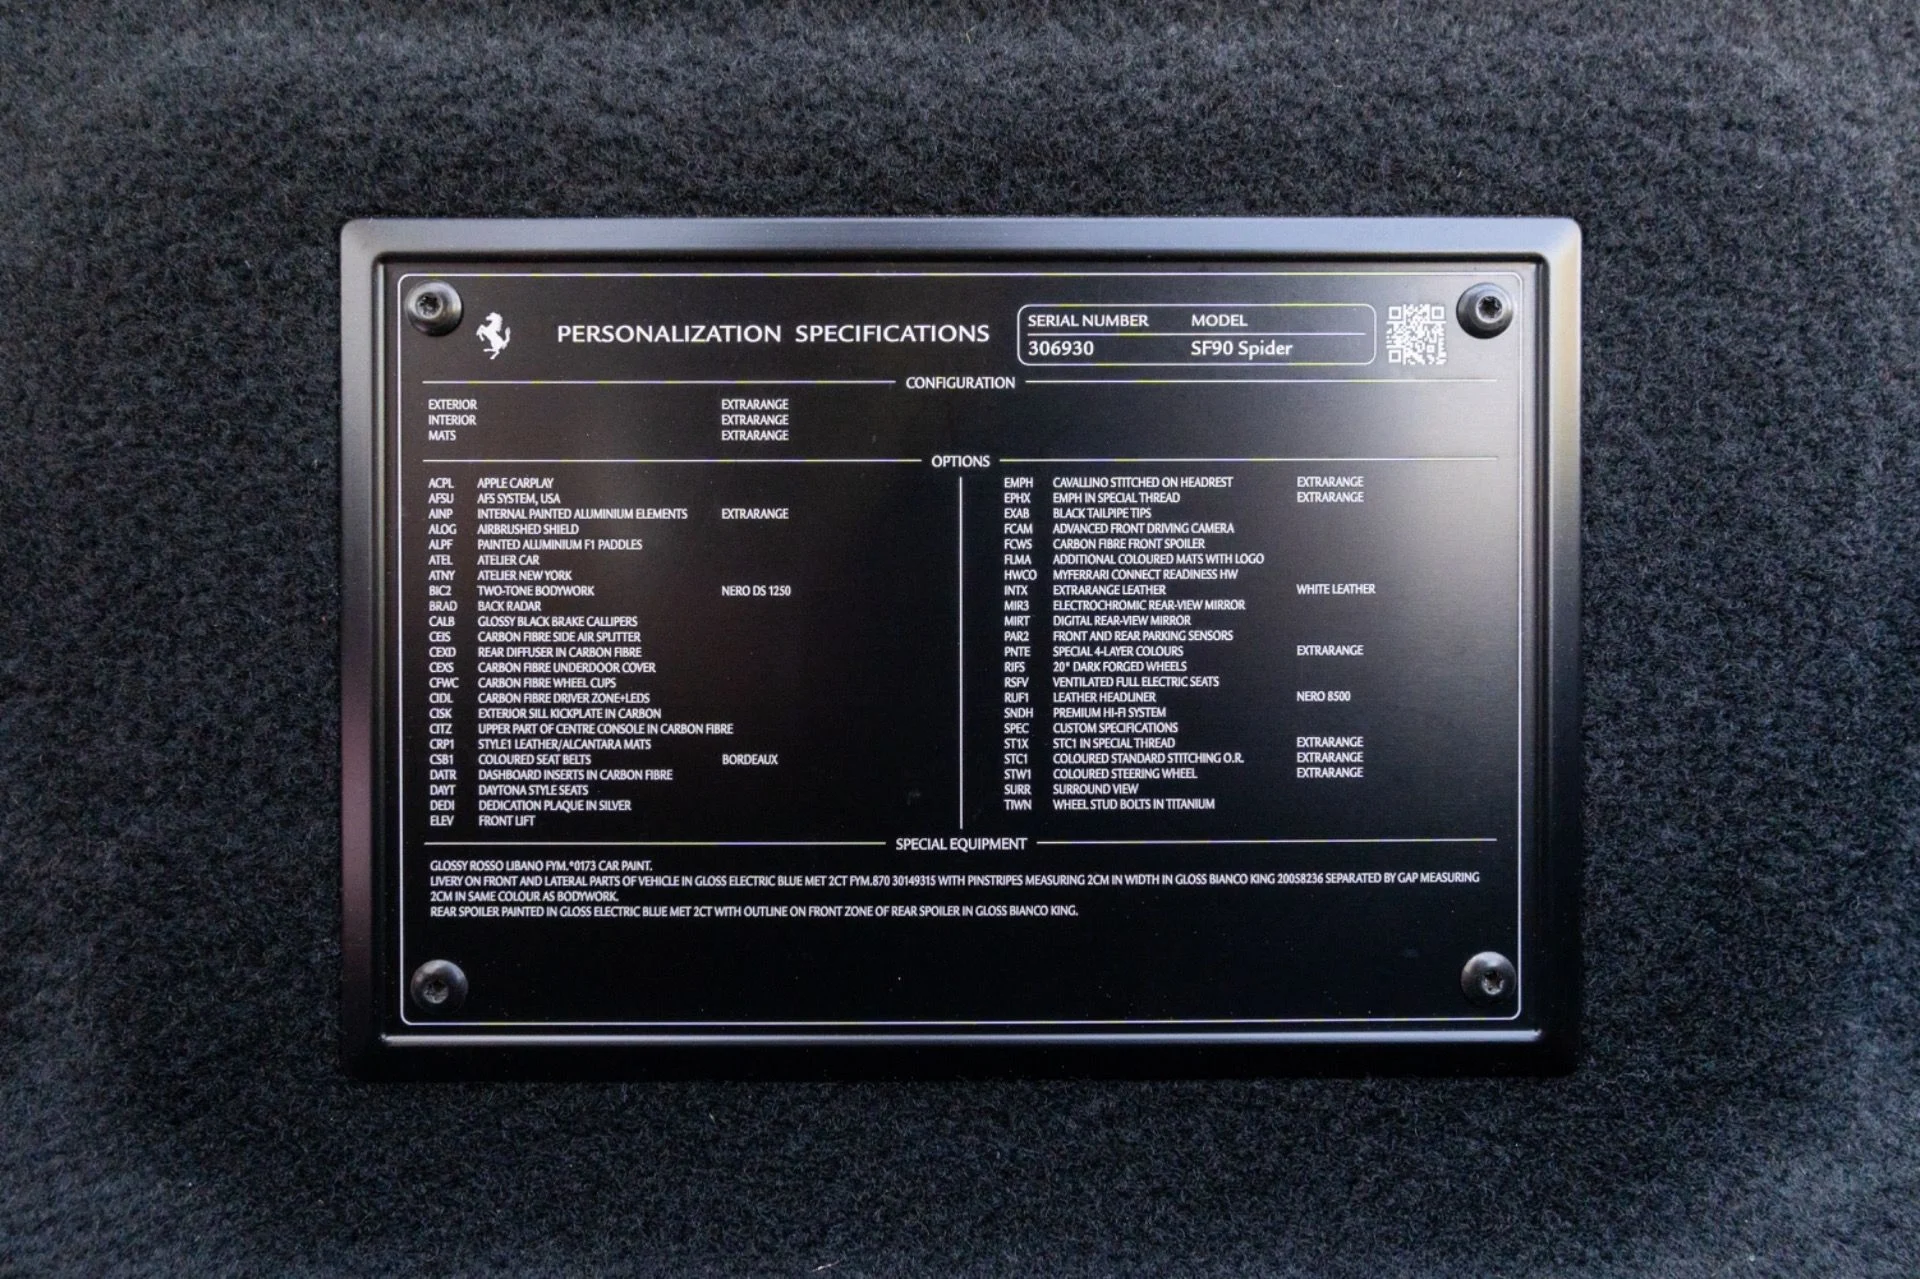 PERSONALIZATION SPECIFICATIONS
SERIAL NUMBER MODEL
306930 SF90 Spider
CONFIGURATION
EXTERIOR EXTRARANGE
INTERIOR EXTRARANGE
MATS EXTRARANGE
OPTIONS
ACPL APPLE CARPLAY
AFSU AFS SYSTEM, USA
AINP INTERNAL PAINTED ALUMINIUM ELEMENTS EXTRARANGE
ALOG AIRBRUSHED SHIELD
ALPF PAINTED ALUMINIUM F1 PADDLES
ATEL ATELIER CAR
ATNY ATELIER NEW YORK
BIC2 TWO-TONE BODYWORK NERO DS 1250
BRAD BACK RADAR
CALB GLOSSY BLACK BRAKE CALLIPERS
CEIS CARBON FIBRE SIDE AIR SPLITTER
CEXD REAR DIFFUSER IN CARBON FIBRE
CEXS CARBON FIBRE UNDERDOOR COVER
CFWC CARBON FIBRE WHEEL CUPS
CIDL CARBON FIBRE DRIVER ZONE+LEDS
CISK EXTERIOR SILL KICKPLATE IN CARBON
CITZ UPPER PART OF CENTRE CONSOLE IN CARBON FIBRE
CRP1 STYLE1 LEATHER/ALCANTARA MATS
CSB1 COLOURED SEAT BELTS BORDEAUX
DATR DASHBOARD INSERTS IN CARBON FIBRE
DAYT DAYTONA STYLE SEATS
DEDI DEDICATION PLAQUE IN SILVER
ELEV FRONT LIFT
EMPH CAVALLINO STITCHED ON HEADREST EXTRARANGE
EPHX EMPH IN SPECIAL THREAD EXTRARANGE
EXAB BLACK TAILPIPE TIPS
FCAM ADVANCED FRONT DRIVING CAMERA
FCWS CARBON FIBRE FRONT SPOILER
FLMA ADDITIONAL COLOURED MATS WITH LOGO
HWCO MYFERRARI CONNECT READINESS HW
INTX EXTRARANGE LEATHER WHITE LEATHER
MIR3 ELECTROCHROMIC REAR-VIEW MIRROR
MIRT DIGITAL REAR-VIEW MIRROR
PAR2 FRONT AND REAR PARKING SENSORS
PNTE SPECIAL 4-LAYER COLOURS EXTRARANGE
RIFS 20" DARK FORGED WHEELS
RSFV VENTILATED FULL ELECTRIC SEATS
RUF1 LEATHER HEADLINER NERO 8500
SNDH PREMIUM HI-FI SYSTEM
SPEC CUSTOM SPECIFICATIONS
ST1X STC1 IN SPECIAL THREAD EXTRARANGE
STC1 COLOURED STANDARD STITCHING O.R. EXTRARANGE
STW1 COLOURED STEERING WHEEL EXTRARANGE
SURR SURROUND VIEW
TIWN WHEEL STUD BOLTS IN TITANIUM
SPECIAL EQUIPMENT
GLOSSY ROSSO LIBANO FYM.*0173 CAR PAINT.
LIVERY ON FRONT AND LATERAL PARTS OF VEHICLE IN GLOSS ELECTRIC BLUE MET 2CT FYM.870 30149315 WITH PINSTRIPES MEASURING 2CM IN WIDTH IN GLOSS BIANCO KING 20058236 SEPARATED BY GAP MEASURING
2CM IN SAME COLOUR AS BODYWORK.
REAR SPOILER PAINTED IN GLOSS ELECTRIC BLUE MET 2CT WITH OUTLINE ON FRONT ZONE OF REAR SPOILER IN GLOSS BIANCO KING.